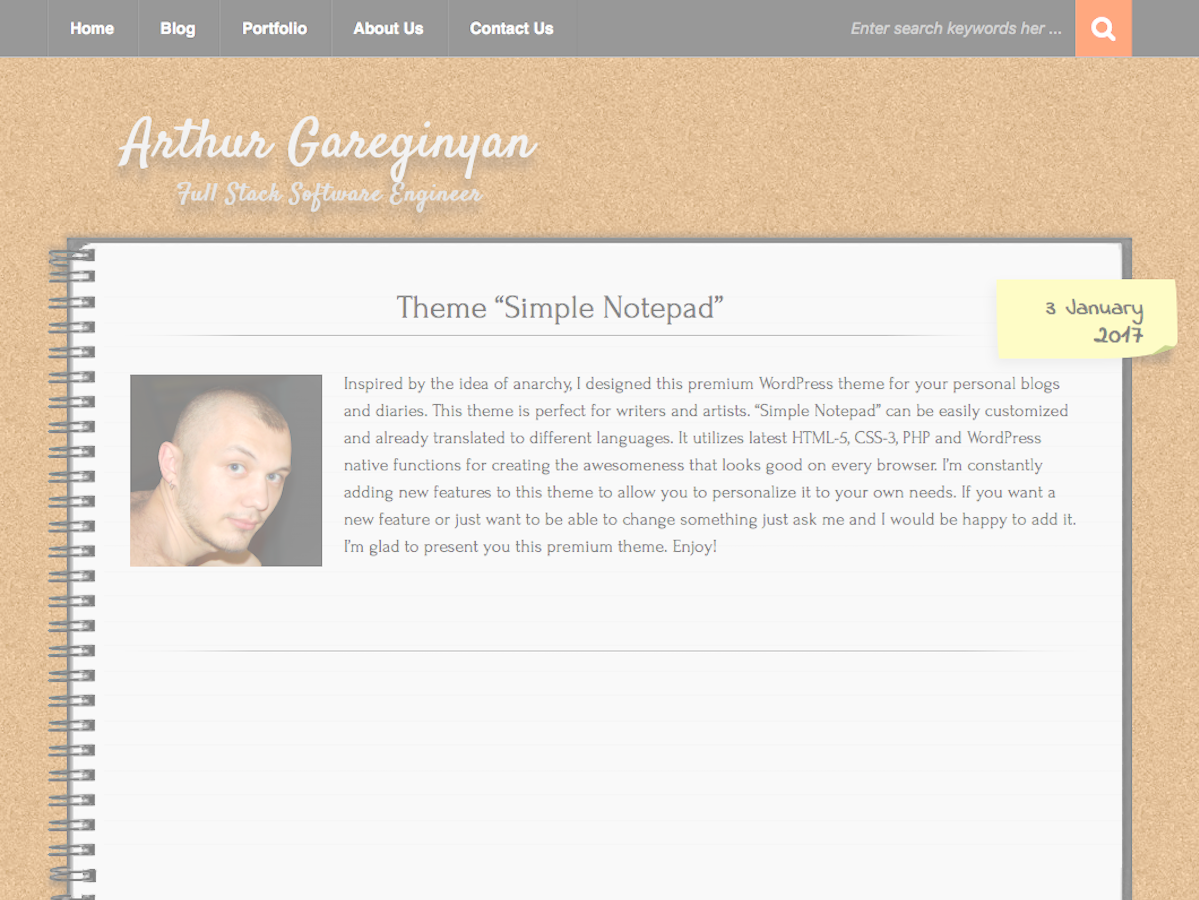 Home Blog Portfolio About Us Contact Us Enter search keywords her ...
Arthur Gareginyan
Full Stack Software Engineer
Theme “Simple Notepad”
3 January
2017
Inspired by the idea of anarchy, I designed this premium WordPress theme for your personal blogs
and diaries. This theme is perfect for writers and artists. “Simple Notepad” can be easily customized
and already translated to different languages. It utilizes latest HTML-5, CSS-3, PHP and WordPress
native functions for creating the awesomeness that looks good on every browser. I’m constantly
adding new features to this theme to allow you to personalize it to your own needs. If you want a
new feature or just want to be able to change something just ask me and I would be happy to add it.
I’m glad to present you this premium theme. Enjoy!